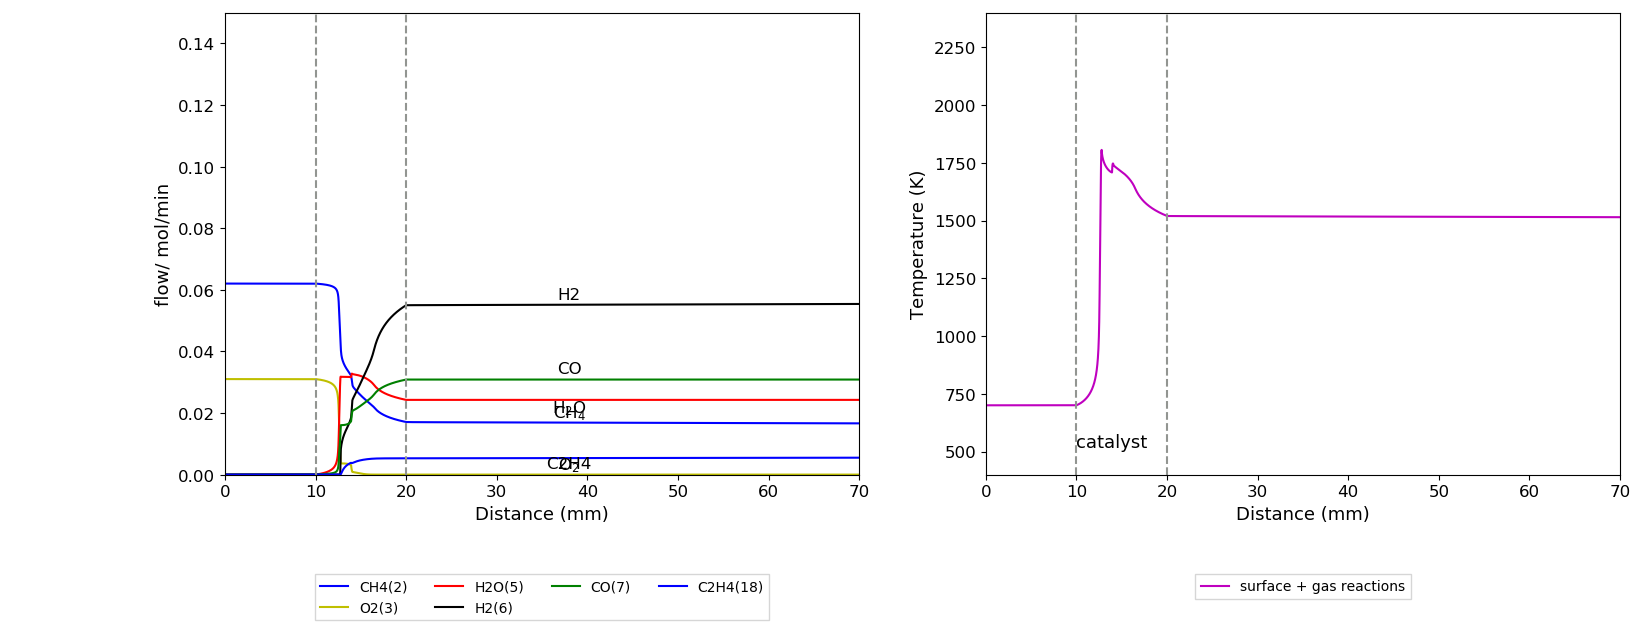 0.14
0.12
0.10
0.08
0.06
0.04
0.02
0.00
flow/ mol/min
H2
CO
H₂O
CH₄
C2H4
O₂
0 10 20 30 40 50 60 70
Distance (mm)
CH4(2) H2O(5) CO(7) C2H4(18)
O2(3) H2(6)
2250
2000
1750
1500
1250
1000
750
500
Temperature (K)
catalyst
0 10 20 30 40 50 60 70
Distance (mm)
surface + gas reactions